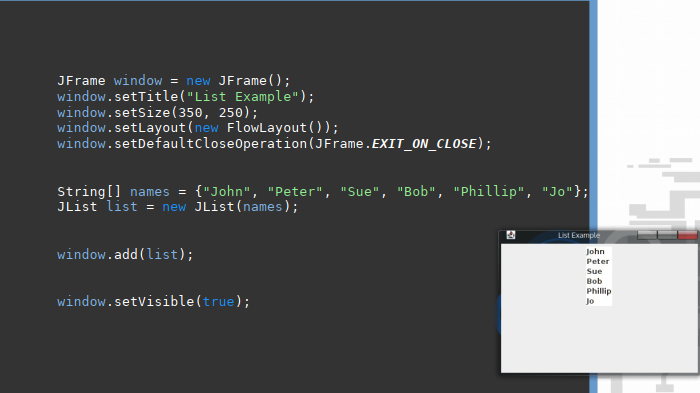 JFrame window = new JFrame();
window.setTitle("List Example");
window.setSize(350, 250);
window.setLayout(new FlowLayout());
window.setDefaultCloseOperation(JFrame.EXIT_ON_CLOSE);
String[] names = {"John", "Peter", "Sue", "Bob", "Phillip", "Jo"};
JList list = new JList(names);
window.add(list);
window.setVisible(true);
List Example
John
Peter
Sue
Bob
Phillip
Jo